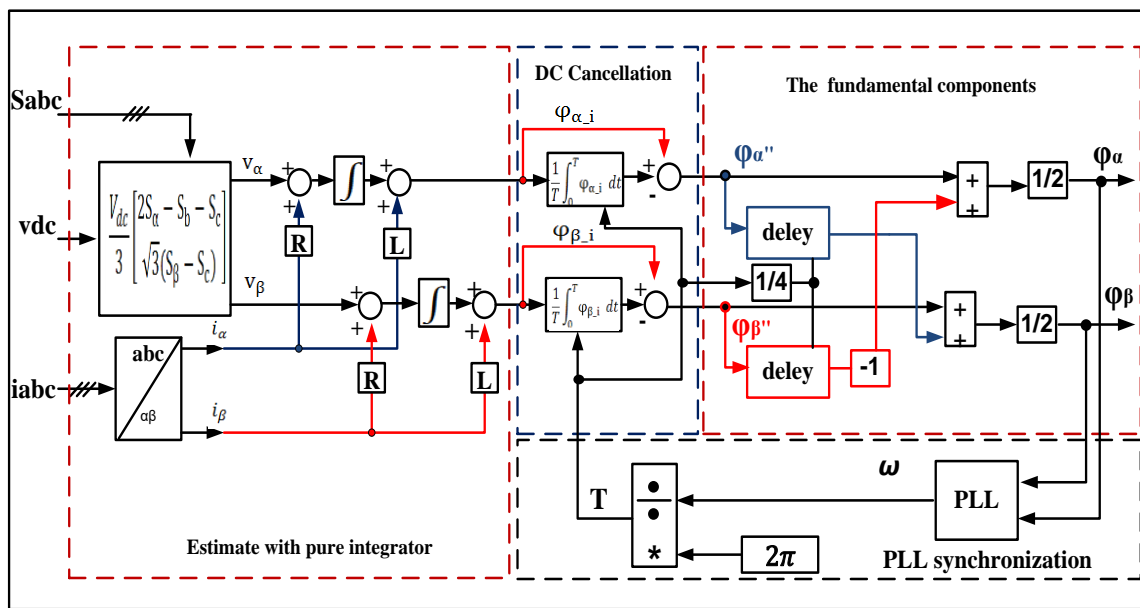 DC Cancellation
The fundamental components
Sabc
φα_i
φα"
φα
vα
+
+
∫
+
+
1/T ∫₀ᵀ φα_i dt
+
-
+
+
1/2
vdc
Vdc/3 [2Sα − Sb − Sc
√3(Sβ − Sc)]
R
L
deley
φβ_i
1/4
vβ
+
+
∫
+
+
1/T ∫₀ᵀ φβ_i dt
+
-
φβ"
+
+
1/2
φβ
iα
abc
αβ
iabc
R
L
deley
-1
iβ
ω
T
÷
*
PLL
2π
Estimate with pure integrator
PLL synchronization